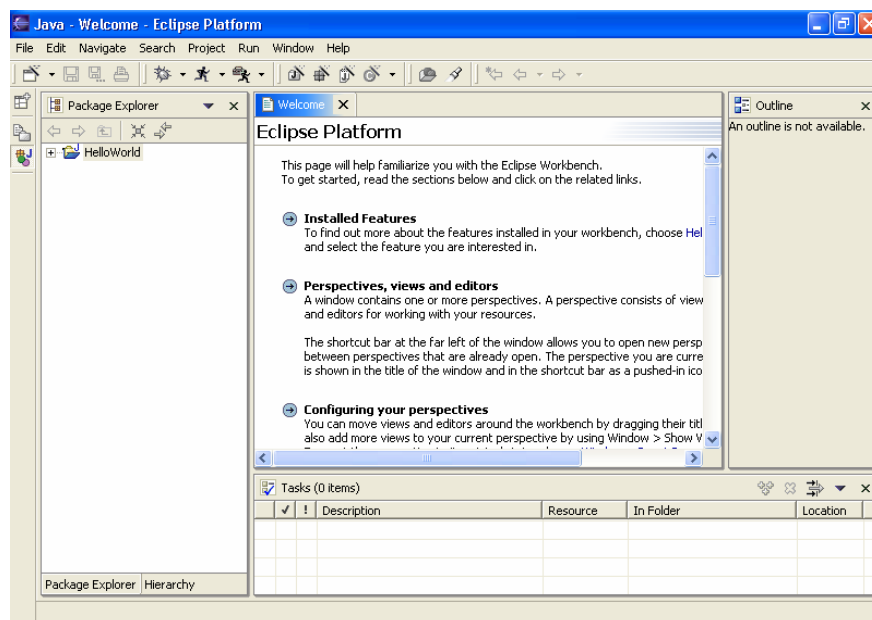 Java - Welcome - Eclipse Platform
File Edit Navigate Search Project Run Window Help
Package Explorer
HelloWorld
Package Explorer Hierarchy
Welcome
Eclipse Platform
This page will help familiarize you with the Eclipse Workbench.
To get started, read the sections below and click on the related links.
Installed Features
To find out more about the features installed in your workbench, choose Hel
and select the feature you are interested in.
Perspectives, views and editors
A window contains one or more perspectives. A perspective consists of view
and editors for working with your resources.
The shortcut bar at the far left of the window allows you to open new persp
between perspectives that are already open. The perspective you are curre
is shown in the title of the window and in the shortcut bar as a pushed-in ico
Configuring your perspectives
You can move views and editors around the workbench by dragging their titl
also add more views to your current perspective by using Window > Show V
Outline
An outline is not available.
Tasks (0 items)
! Description Resource In Folder Location